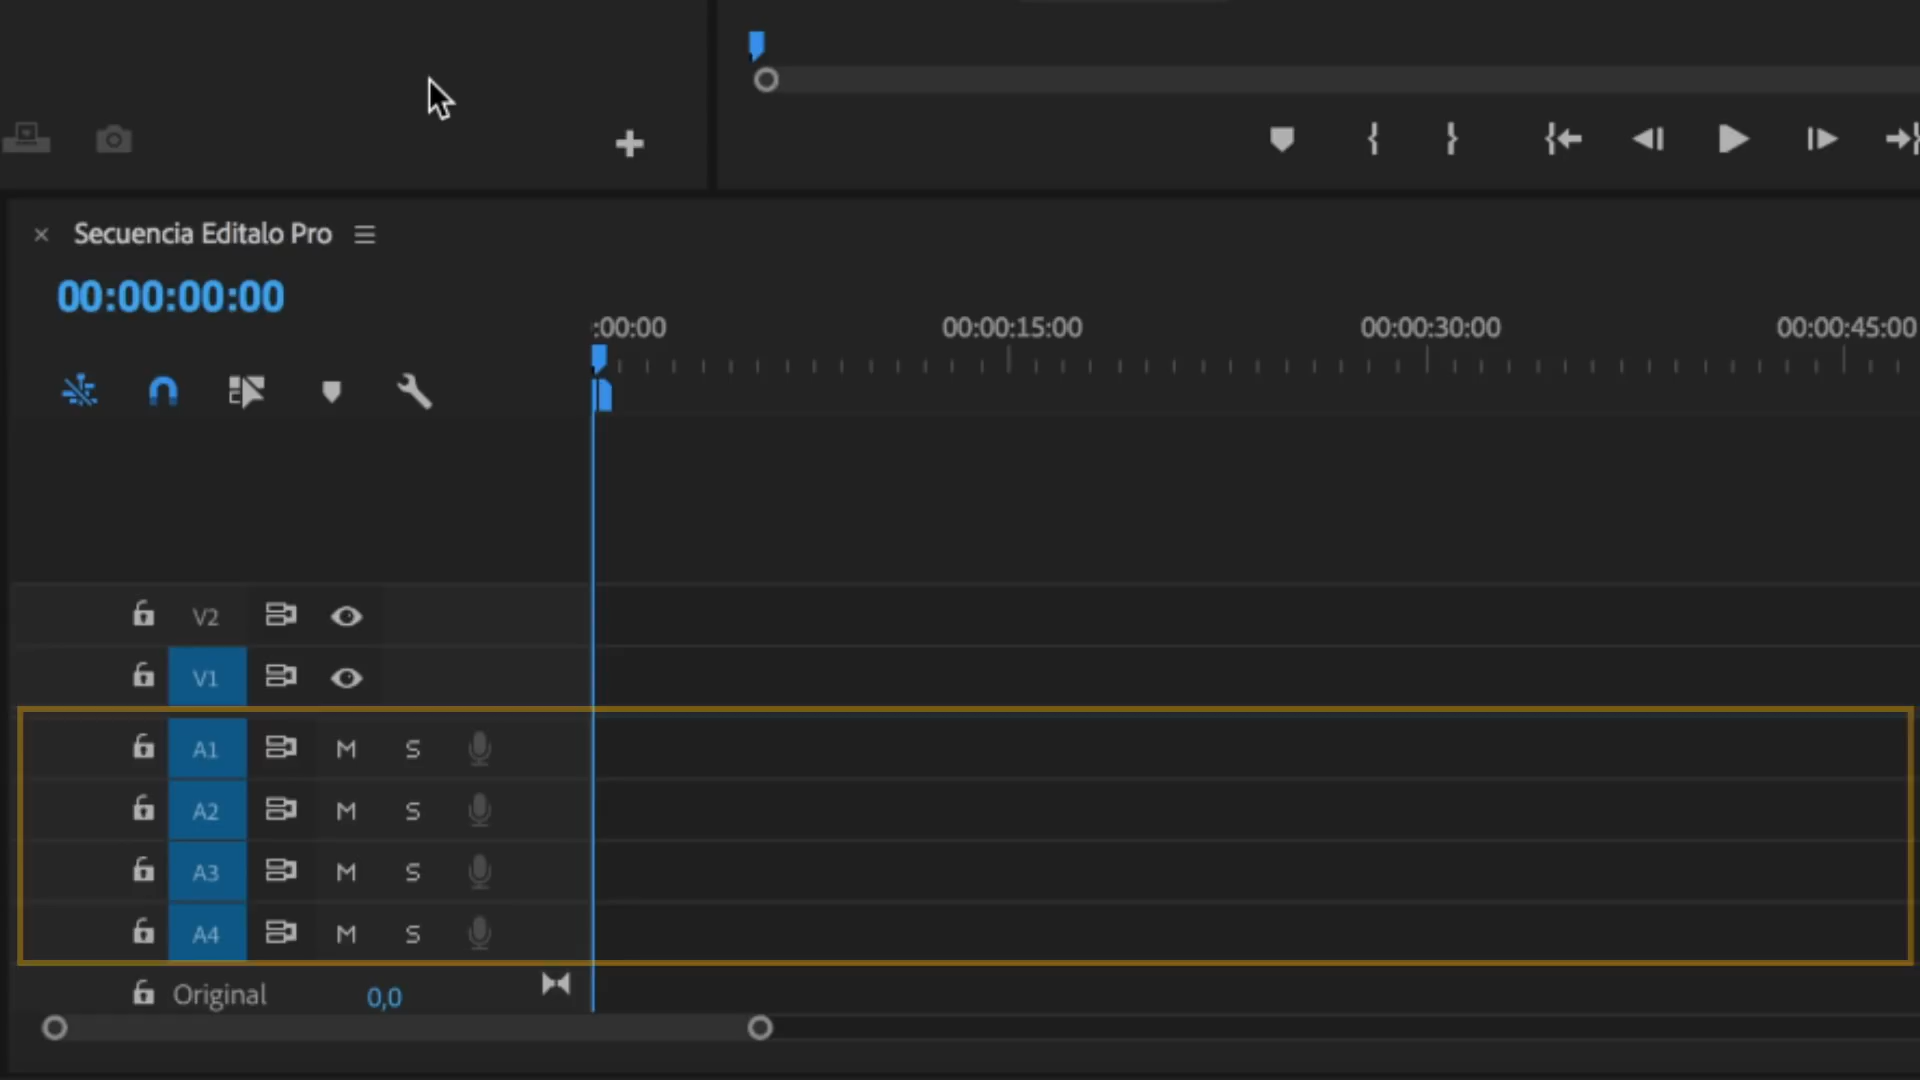 Secuencia Editalo Pro
00:00:00:00
:00:00 00:00:15:00 00:00:30:00 00:00:45:00
V2
V1
A1 M S
A2 M S
A3 M S
A4 M S
Original 0,0